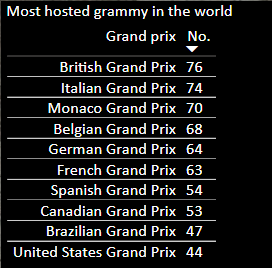 Most hosted grammy in the world
Grand prix No.
British Grand Prix 76
Italian Grand Prix 74
Monaco Grand Prix 70
Belgian Grand Prix 68
German Grand Prix 64
French Grand Prix 63
Spanish Grand Prix 54
Canadian Grand Prix 53
Brazilian Grand Prix 47
United States Grand Prix 44